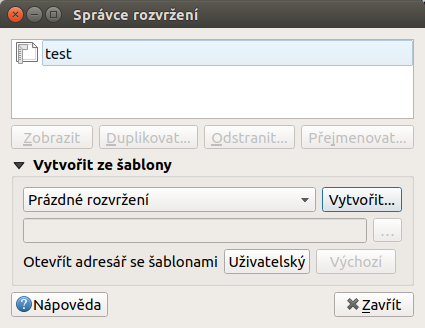 Správce rozvržení
test
Zobrazit Duplikovat... Odstranit... Přejmenovat...
Vytvořit ze šablony
Prázdné rozvržení Vytvořit...
...
Otevřít adresář se šablonami Uživatelský Výchozí
Nápověda Zavřít